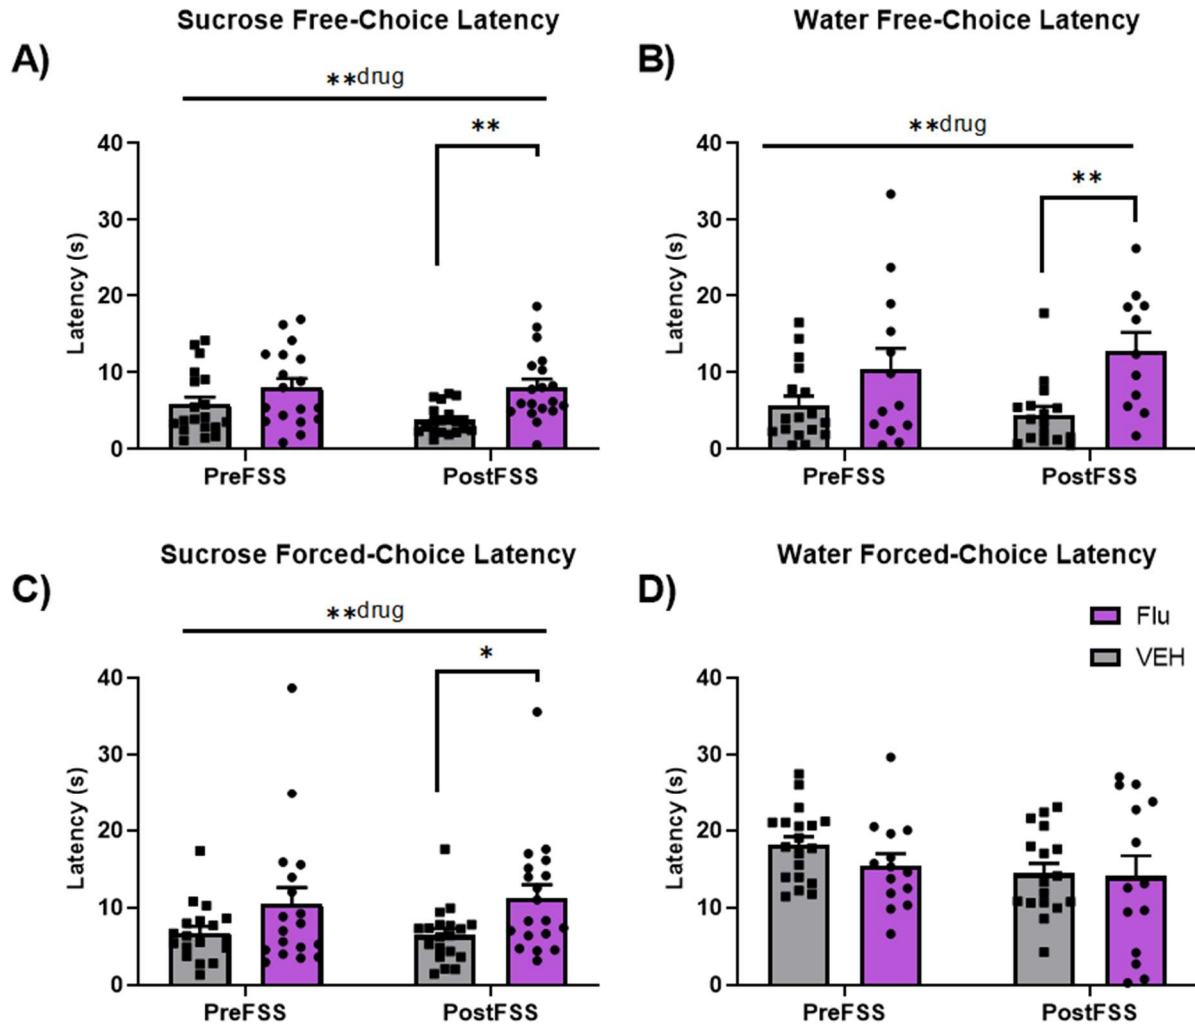 Sucrose Free-Choice Latency
A)
**drug
**
40
30
20
10
0
Latency (s)
PreFSS
PostFSS
Water Free-Choice Latency
B)
**drug
**
40
30
20
10
0
Latency (s)
PreFSS
PostFSS
Sucrose Forced-Choice Latency
C)
**drug
*
40
30
20
10
0
Latency (s)
PreFSS
PostFSS
Water Forced-Choice Latency
D)
Flu
VEH
40
30
20
10
0
Latency (s)
PreFSS
PostFSS